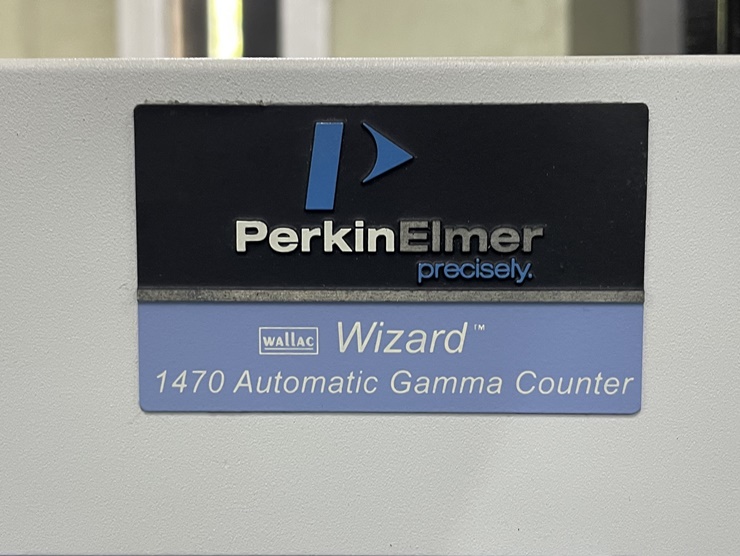 PerkinElmer
precisely.
wallac Wizard™
1470 Automatic Gamma Counter